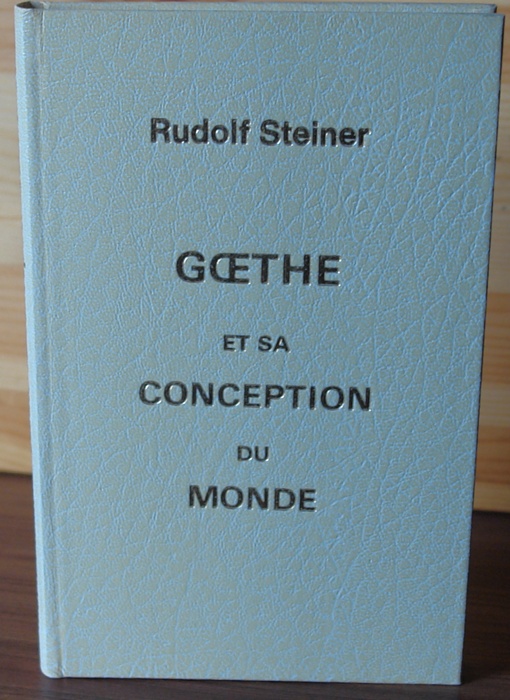 Rudolf Steiner
GŒTHE
ET SA
CONCEPTION
DU
MONDE